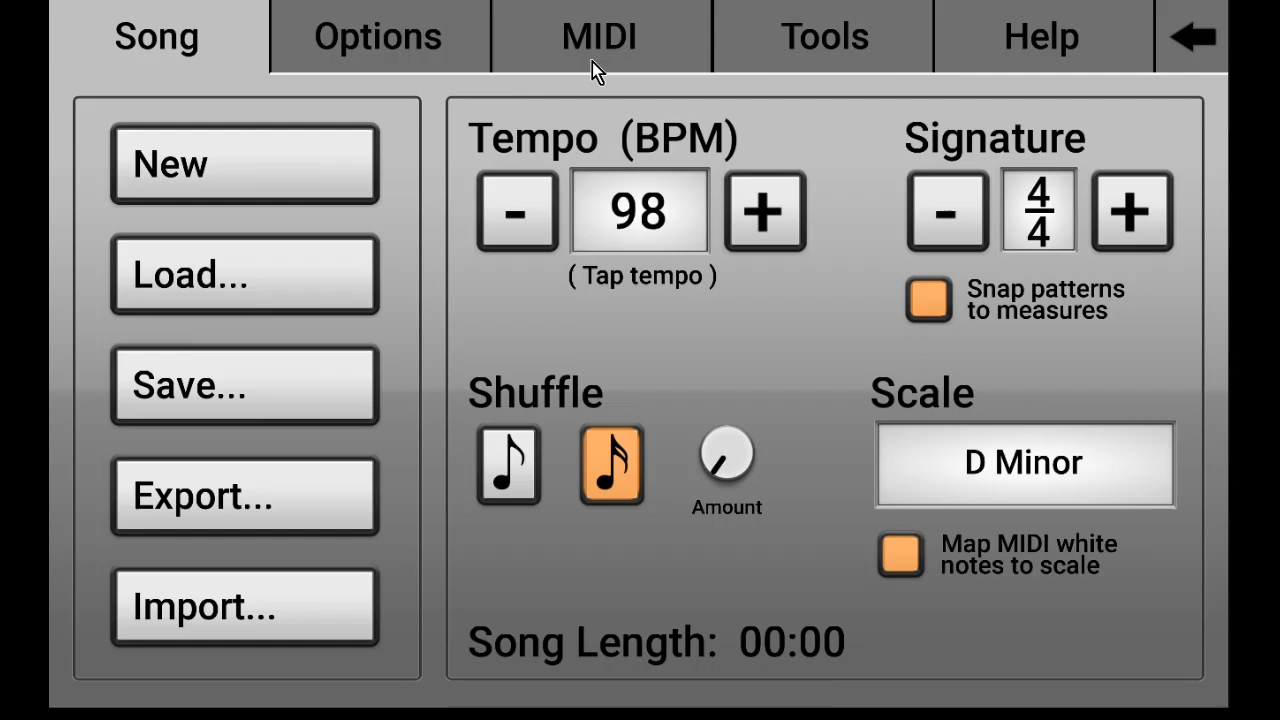 Song
Options
MIDI
Tools
Help
New
Load...
Save...
Export...
Import...
Tempo (BPM)
- 98 +
( Tap tempo )
Signature
- 4/4 +
Snap patterns
to measures
Shuffle
Amount
Scale
D Minor
Map MIDI white
notes to scale
Song Length: 00:00